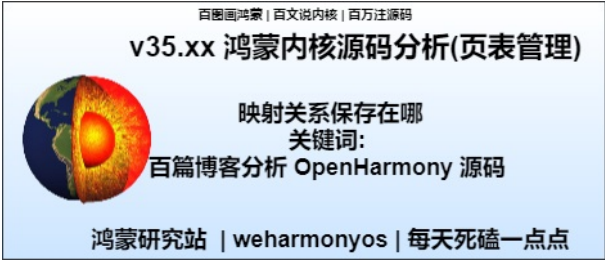 百图画鸿蒙 | 百文说内核 | 百万注源码
v35.xx 鸿蒙内核源码分析(页表管理)
映射关系保存在哪
关键词:
百篇博客分析 OpenHarmony 源码
鸿蒙研究站 | weharmonyos | 每天死磕一点点